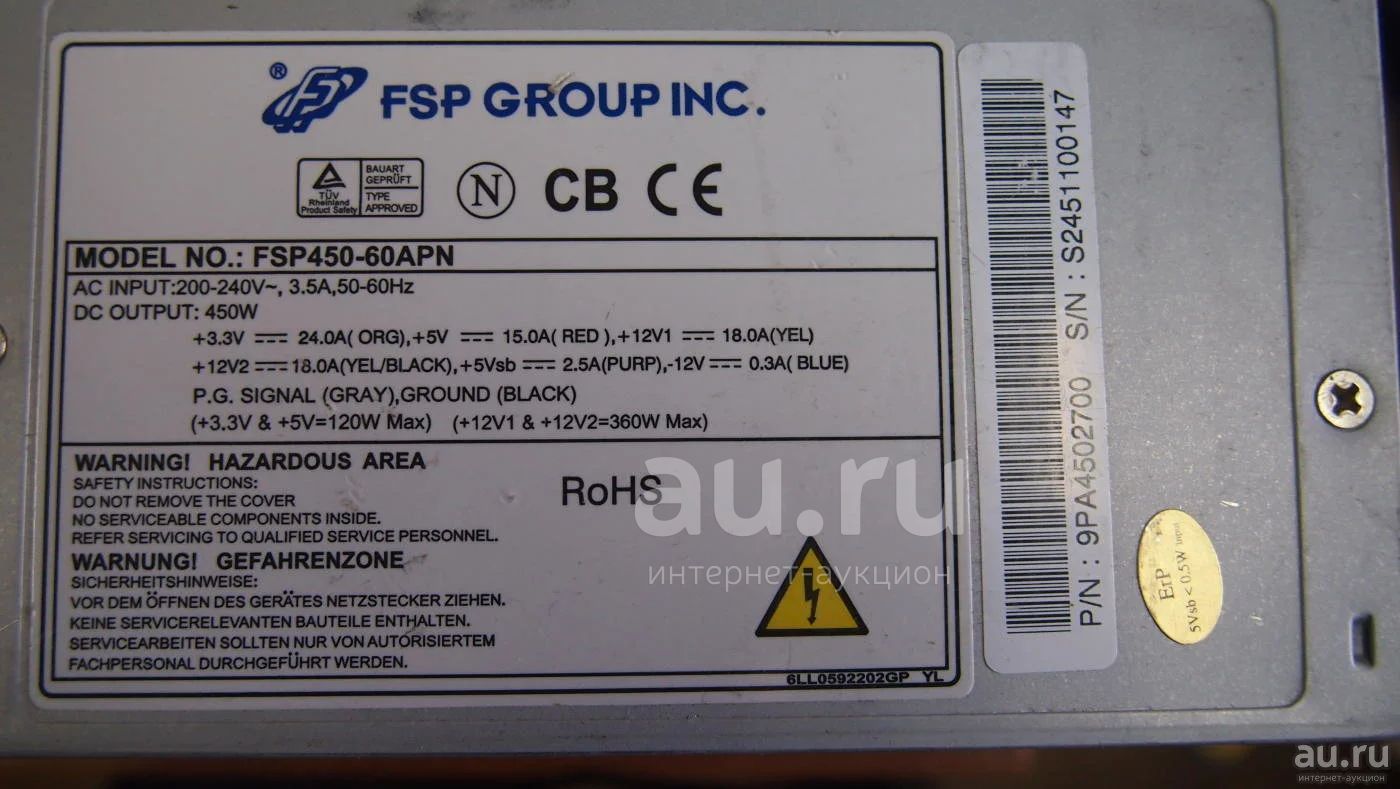 ® FSP GROUP INC.
TÜV Rheinland Product Safety
BAUART GEPRÜFT
TYPE APPROVED
N CB CE
MODEL NO.: FSP450-60APN
AC INPUT:200-240V~, 3.5A,50-60Hz
DC OUTPUT: 450W
+3.3V ⎓ 24.0A( ORG),+5V ⎓ 15.0A( RED ),+12V1 ⎓ 18.0A(YEL)
+12V2 ⎓ 18.0A(YEL/BLACK),+5Vsb ⎓ 2.5A(PURP),-12V ⎓ 0.3A( BLUE)
P.G. SIGNAL (GRAY),GROUND (BLACK)
(+3.3V & +5V=120W Max) (+12V1 & +12V2=360W Max)
WARNING! HAZARDOUS AREA
SAFETY INSTRUCTIONS:
DO NOT REMOVE THE COVER
NO SERVICEABLE COMPONENTS INSIDE.
REFER SERVICING TO QUALIFIED SERVICE PERSONNEL.
WARNUNG! GEFAHRENZONE
SICHERHEITSHINWEISE:
VOR DEM ÖFFNEN DES GERÄTES NETZSTECKER ZIEHEN.
KEINE SERVICERELEVANTEN BAUTEILE ENTHALTEN.
SERVICEARBEITEN SOLLTEN NUR VON AUTORISIERTEM
FACHPERSONAL DURCHGEFÜHRT WERDEN.
RoHS
6LL0592202GP YL
P/N : 9PA4502700 S/N : S2451100147
ErP
5Vsb < 0.5W input
au.ru
интернет-аукцион
au.ru
интернет-аукцион